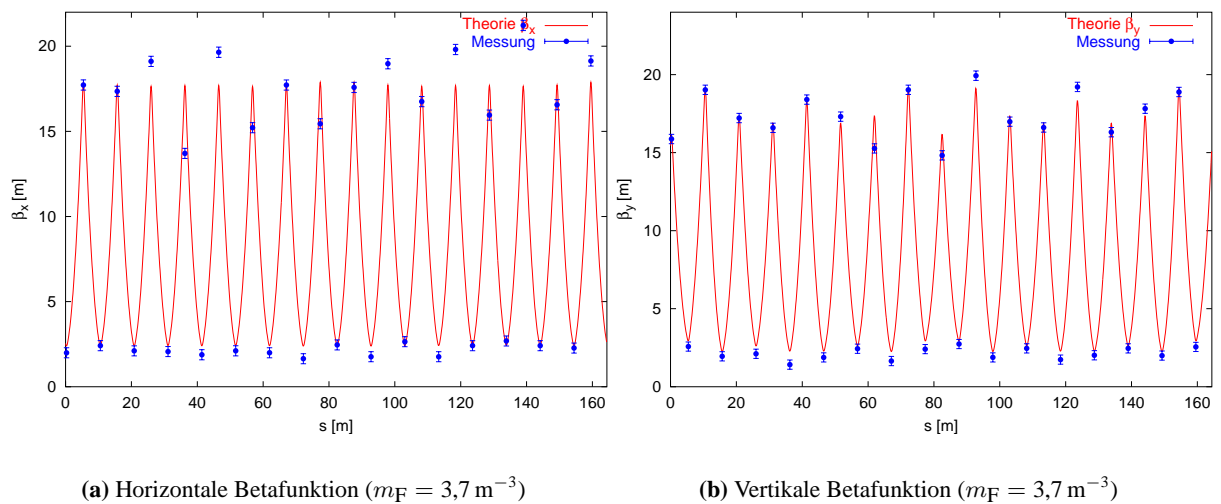 Theorie βx
Messung
βx [m]
20
15
10
5
0
0 20 40 60 80 100 120 140 160
s [m]
Theorie βy
Messung
βy [m]
20
15
10
5
0
0 20 40 60 80 100 120 140 160
s [m]
(a) Horizontale Betafunktion (mF = 3,7 m−3)
(b) Vertikale Betafunktion (mF = 3,7 m−3)